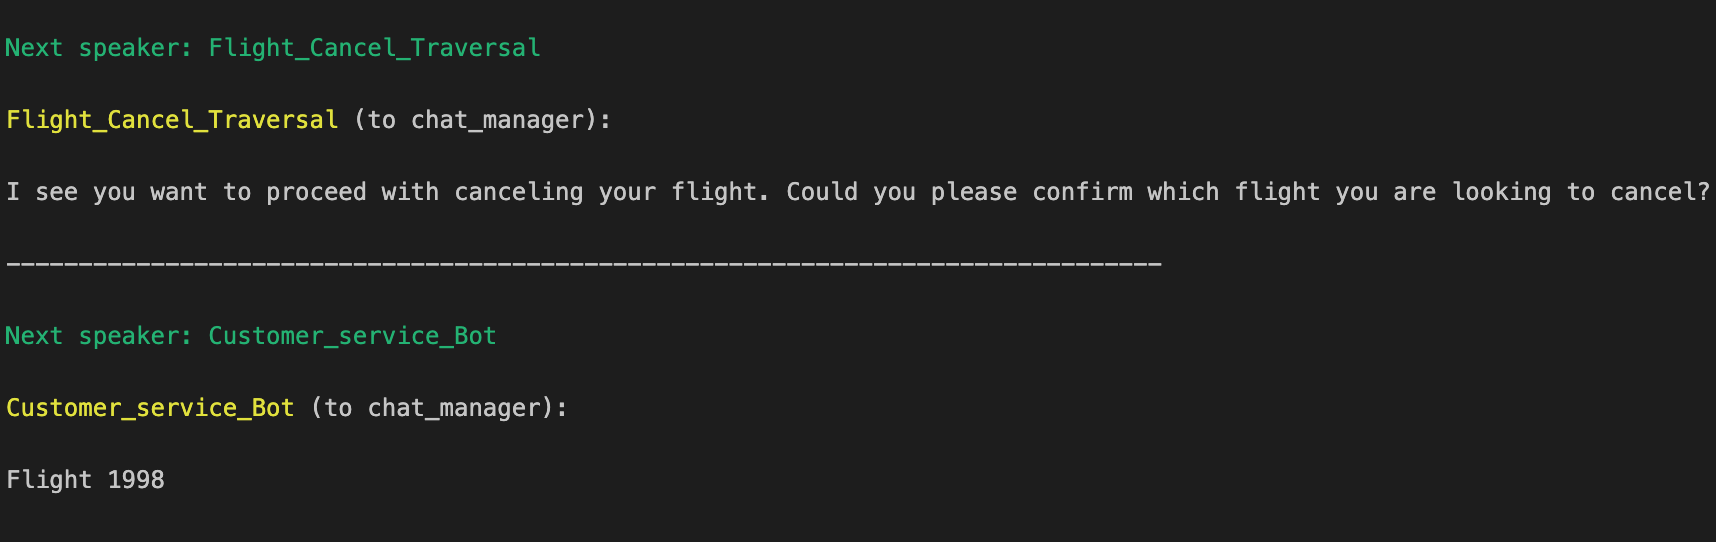 Next speaker: Flight_Cancel_Traversal
Flight_Cancel_Traversal (to chat_manager):
I see you want to proceed with canceling your flight. Could you please confirm which flight you are looking to cancel?
--------------------------------------------------------------------------------
Next speaker: Customer_service_Bot
Customer_service_Bot (to chat_manager):
Flight 1998